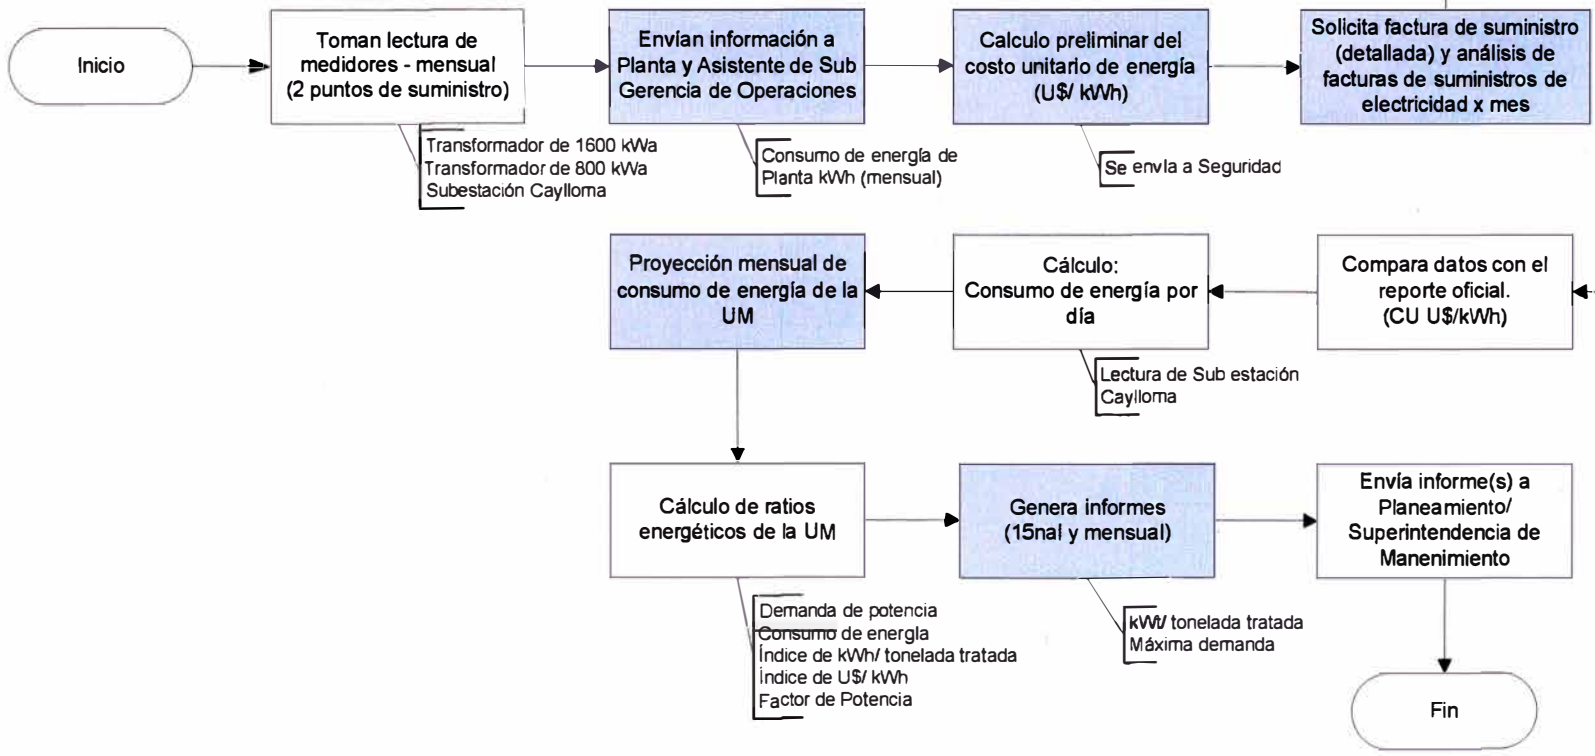 Inicio
Toman lectura de
medidores - mensual
(2 puntos de suministro)
Transformador de 1600 kWa
Transformador de 800 kWa
Subestación Caylloma
Envían información a
Planta y Asistente de Sub
Gerencia de Operaciones
Consumo de energía de
Planta kWh (mensual)
Calculo preliminar del
costo unitario de energía
(U$/ kWh)
Se envía a Seguridad
Solicita factura de suministro
(detallada) y análisis de
facturas de suministros de
electricidad x mes
Compara datos con el
reporte oficial.
(CU U$/kWh)
Cálculo:
Consumo de energía por
día
Lectura de Sub estación
Caylloma
Proyección mensual de
consumo de energía de la
UM
Cálculo de ratios
energéticos de la UM
Demanda de potencia
Consumo de energía
Índice de kWh/ tonelada tratada
Índice de U$/ kWh
Factor de Potencia
Genera informes
(15nal y mensual)
kWt/ tonelada tratada
Máxima demanda
Envía informe(s) a
Planeamiento/
Superintendencia de
Manenimiento
Fin